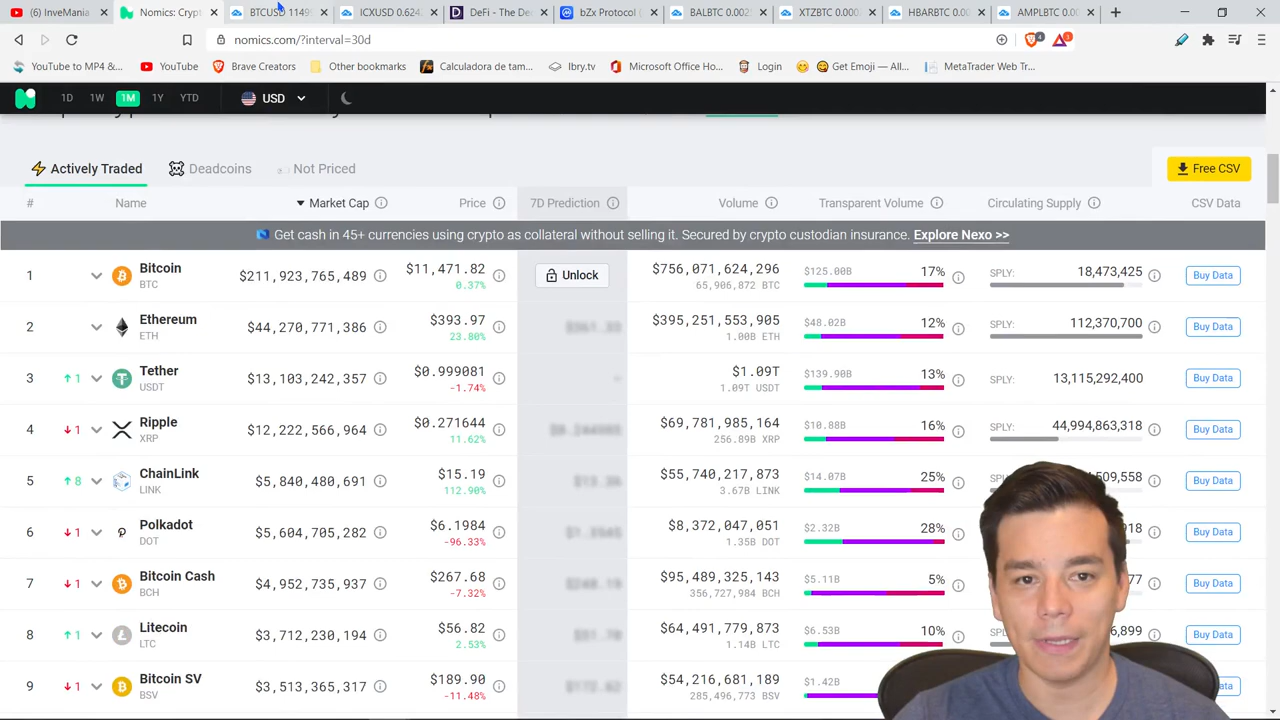 (1) InveMania
Nomics: Crypt
BTCUSD 1149
ICXUSD 0.624
DeFi - The De
bZx Protocol (
BALBTC 0.002
XTZBTC 0.000
HBARBTC 0.00
AMPLBTC 0.00
nomics.com/?interval=30d
4
1
YouTube to MP4 &...
YouTube
Brave Creators
Other bookmarks
Calculadora de tam...
lbry.tv
Microsoft Office Ho...
Login
Get Emoji — All...
MetaTrader Web Tr...
1D 1W 1M 1Y YTD USD
Actively Traded Deadcoins Not Priced Free CSV
# Name Market Cap Price 7D Prediction Volume Transparent Volume Circulating Supply CSV Data
Get cash in 45+ currencies using crypto as collateral without selling it. Secured by crypto custodian insurance. Explore Nexo >>
1 Bitcoin $211,923,765,489 $11,471.82 Unlock $756,071,624,296 $125.00B 17% SPLY: 18,473,425 Buy Data
BTC 0.37% 65,906,872 BTC
2 Ethereum $44,270,771,386 $393.97 $395,251,553,905 $48.02B 12% SPLY: 112,370,700 Buy Data
ETH 23.80% 1.00B ETH
3 ↑ 1 Tether $13,103,242,357 $0.999081 $1.09T $139.90B 13% SPLY: 13,115,292,400 Buy Data
USDT -1.74% 1.09T USDT
4 ↓ 1 Ripple $12,222,566,964 $0.271644 $69,781,985,164 $10.88B 16% SPLY: 44,994,863,318 Buy Data
XRP 11.62% 256.89B XRP
5 ↑ 8 ChainLink $5,840,480,691 $15.19 $55,740,217,873 $14.07B 25% SPLY: 509,558 Buy Data
LINK 112.90% 3.67B LINK
6 ↓ 1 Polkadot $5,604,705,282 $6.1984 $8,372,047,051 $2.32B 28% SPLY: 918 Buy Data
DOT -96.33% 1.35B DOT
7 ↓ 1 Bitcoin Cash $4,952,735,937 $267.68 $95,489,325,143 $5.11B 5% 77 Buy Data
BCH -7.32% 356,727,984 BCH
8 ↑ 1 Litecoin $3,712,230,194 $56.82 $64,491,779,873 $6.53B 10% 6,899 Buy Data
LTC 2.53% 1.14B LTC
9 ↓ 1 Bitcoin SV $3,513,365,317 $189.90 $54,216,681,189 $1.42B ta
BSV -11.48% 285,496,773 BSV